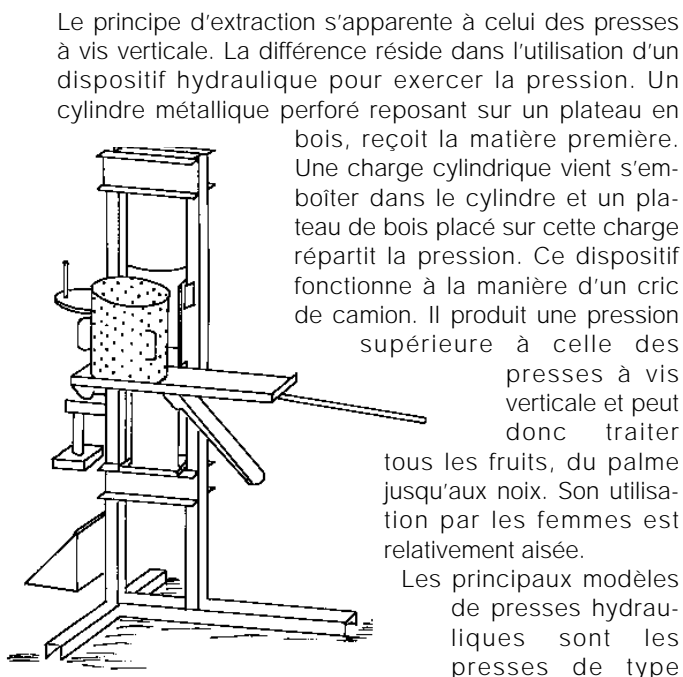 Le principe d'extraction s'apparente à celui des presses
à vis verticale. La différence réside dans l'utilisation d'un
dispositif hydraulique pour exercer la pression. Un
cylindre métallique perforé reposant sur un plateau en
bois, reçoit la matière première.
Une charge cylindrique vient s'em-
boîter dans le cylindre et un pla-
teau de bois placé sur cette charge
répartit la pression. Ce dispositif
fonctionne à la manière d'un cric
de camion. Il produit une pression
supérieure à celle des
presses à vis
verticale et peut
donc traiter
tous les fruits, du palme
jusqu'aux noix. Son utilisa-
tion par les femmes est
relativement aisée.
Les principaux modèles
de presses hydrau-
liques sont les
presses de type